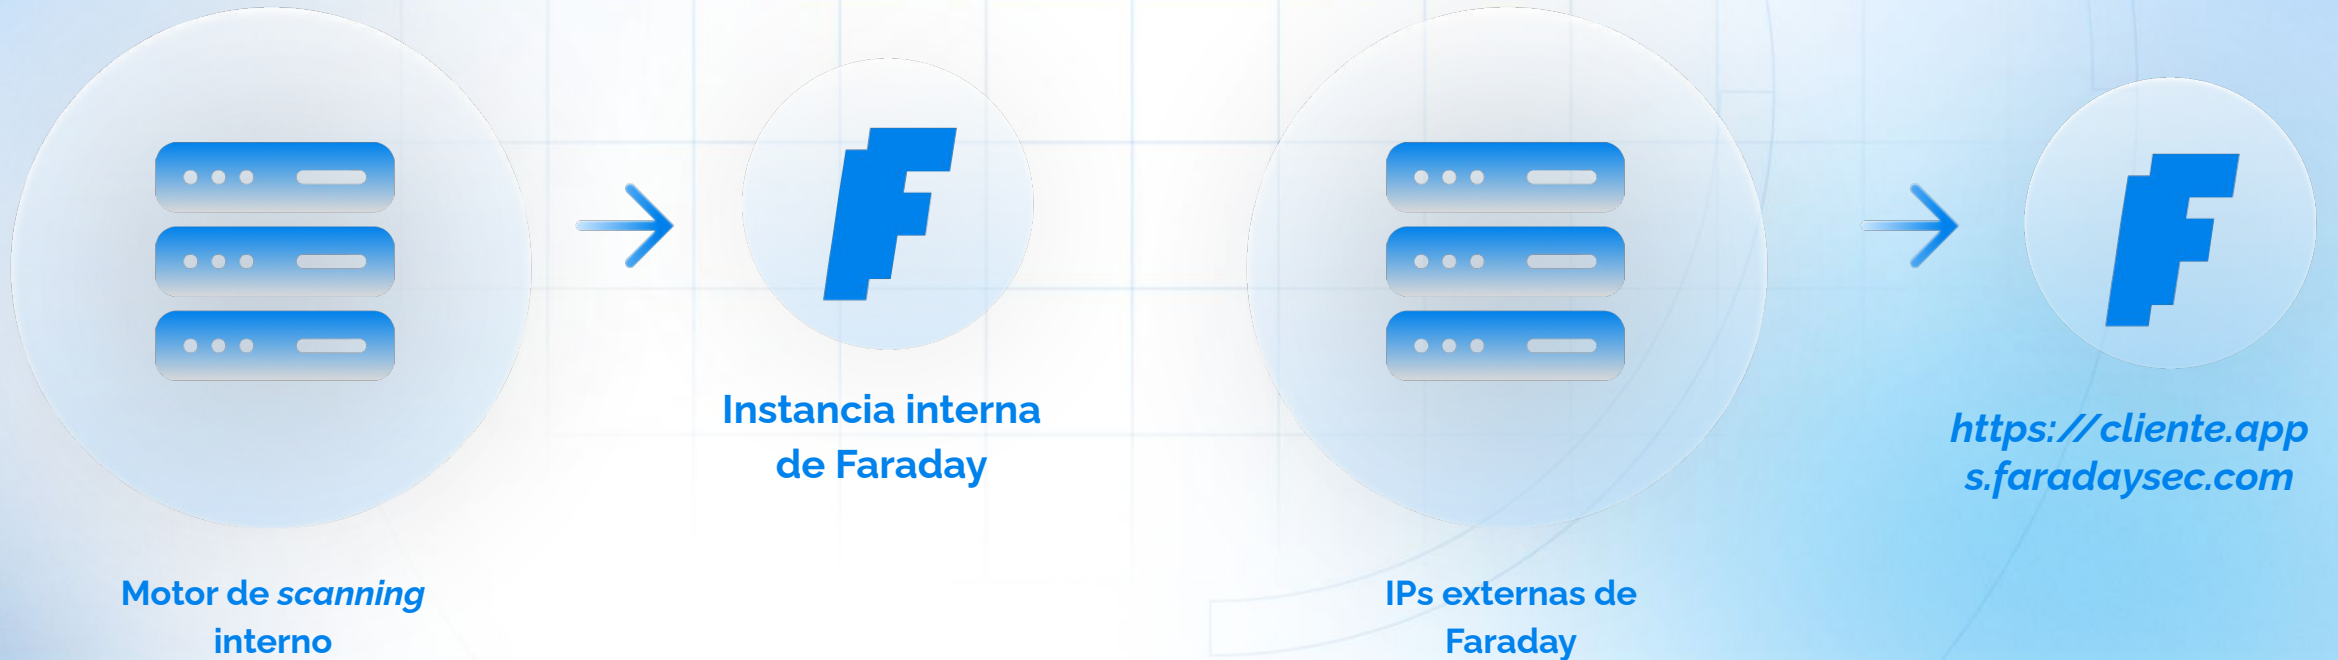 Motor de scanning
interno
Instancia interna
de Faraday
IPs externas de
Faraday
https://cliente.app
s.faradaysec.com